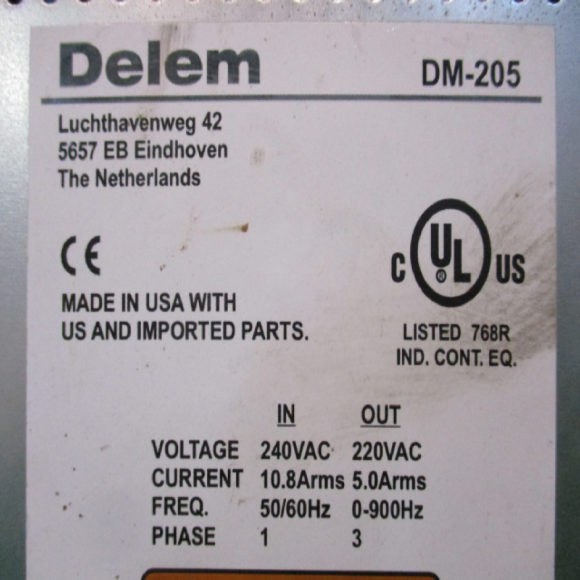 Delem DM-205
Luchthavenweg 42
5657 EB Eindhoven
The Netherlands
CE
C UL ® US
MADE IN USA WITH
US AND IMPORTED PARTS.
LISTED 768R
IND. CONT. EQ.
IN OUT
VOLTAGE 240VAC 220VAC
CURRENT 10.8Arms 5.0Arms
FREQ. 50/60Hz 0-900Hz
PHASE 1 3